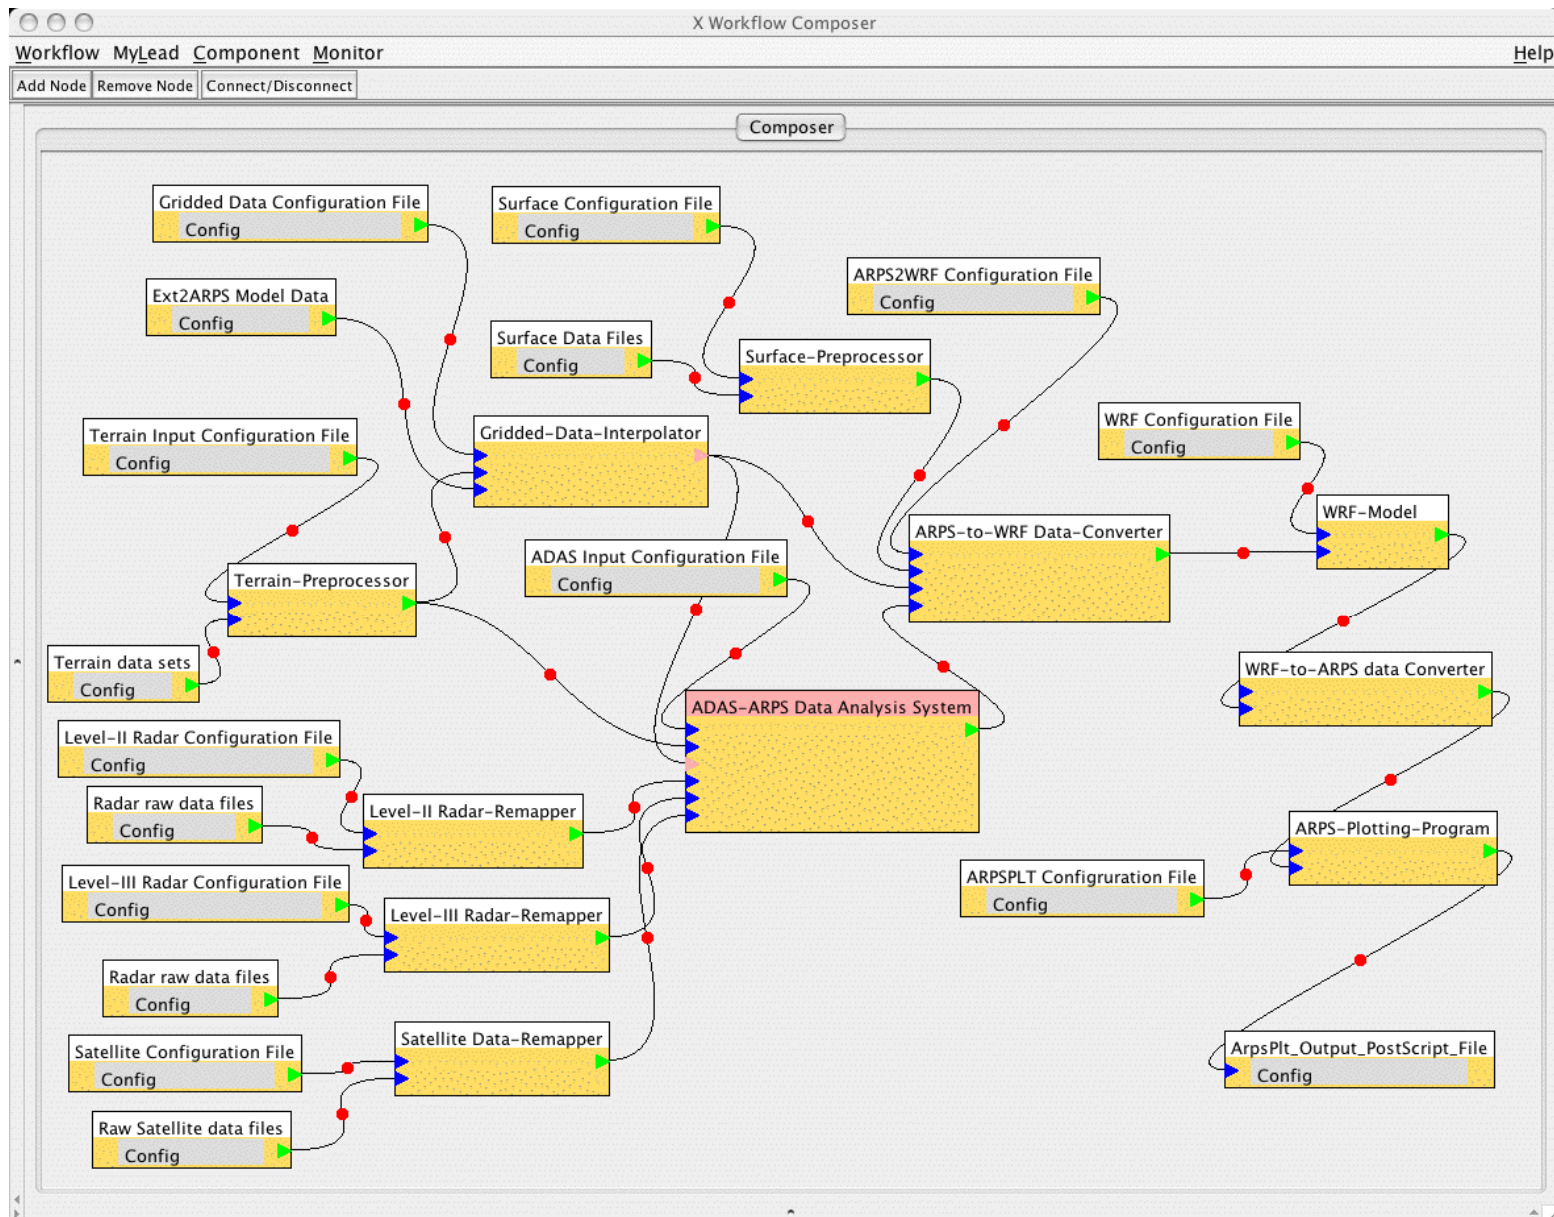 X Workflow Composer
Workflow MyLead Component Monitor Help
Add Node Remove Node Connect/Disconnect
Composer
Gridded Data Configuration File
Config
Surface Configuration File
Config
ARPS2WRF Configuration File
Config
Ext2ARPS Model Data
Config
Surface Data Files
Config
Surface-Preprocessor
Terrain Input Configuration File
Config
Gridded-Data-Interpolator
WRF Configuration File
Config
WRF-Model
ARPS-to-WRF Data-Converter
ADAS Input Configuration File
Config
Terrain-Preprocessor
Terrain data sets
Config
WRF-to-ARPS data Converter
ADAS-ARPS Data Analysis System
Level-II Radar Configuration File
Config
Radar raw data files
Config
Level-II Radar-Remapper
ARPS-Plotting-Program
Level-III Radar Configuration File
Config
ARPSPLT Configruration File
Config
Level-III Radar-Remapper
Radar raw data files
Config
Satellite Configuration File
Config
Satellite Data-Remapper
ArpsPlt_Output_PostScript_File
Config
Raw Satellite data files
Config